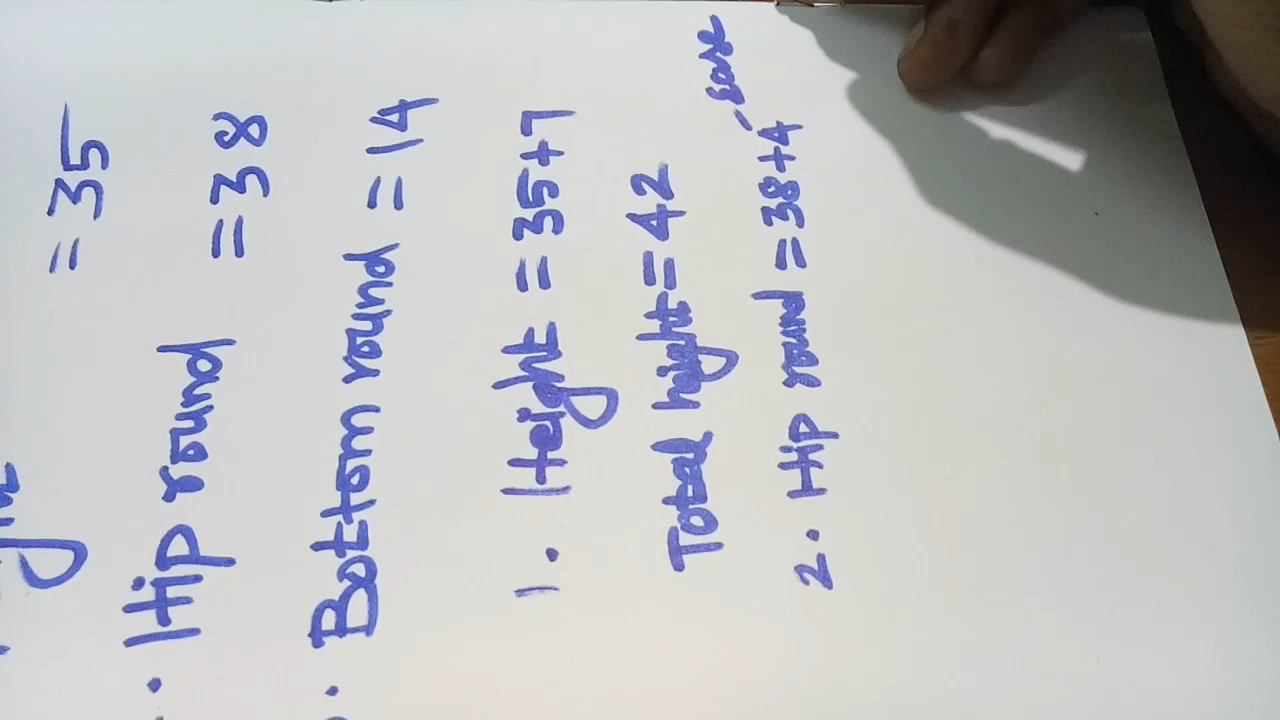 = 35
. Hip round = 38
. Bottom round = 14
1. Height = 35+7
Total height = 42
2. Hip round = 38+4 - ease